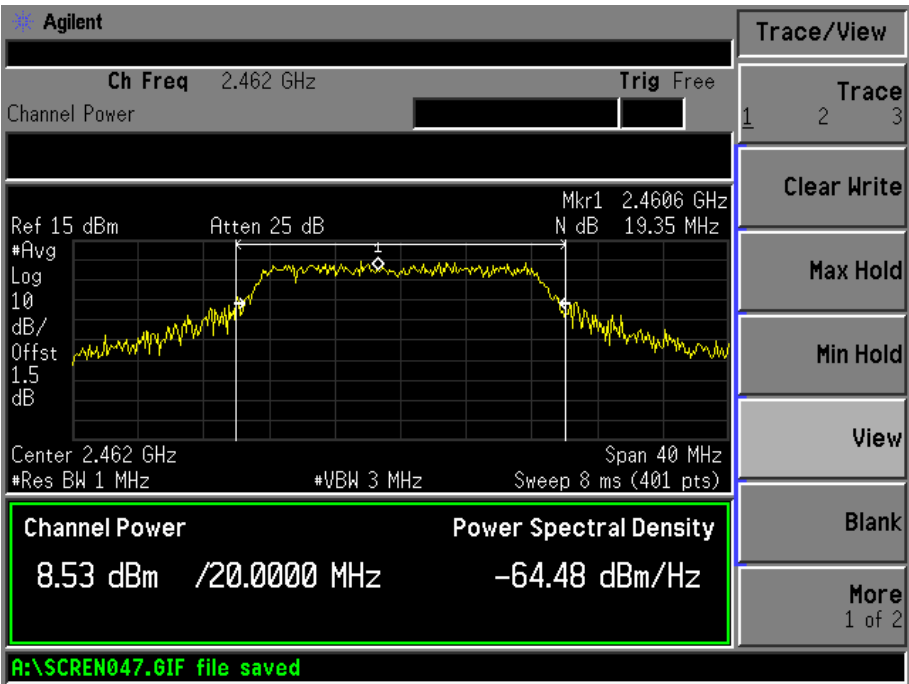 Agilent
Ch Freq 2.462 GHz Trig Free
Channel Power
Mkr1 2.4606 GHz
Ref 15 dBm Atten 25 dB N dB 19.35 MHz
#Avg
Log
10
dB/
Offst
1.5
dB
1
Center 2.462 GHz Span 40 MHz
#Res BW 1 MHz #VBW 3 MHz Sweep 8 ms (401 pts)
Channel Power Power Spectral Density
8.53 dBm /20.0000 MHz -64.48 dBm/Hz
A:\SCREN047.GIF file saved
Trace/View
Trace
1 2 3
Clear Write
Max Hold
Min Hold
View
Blank
More
1 of 2